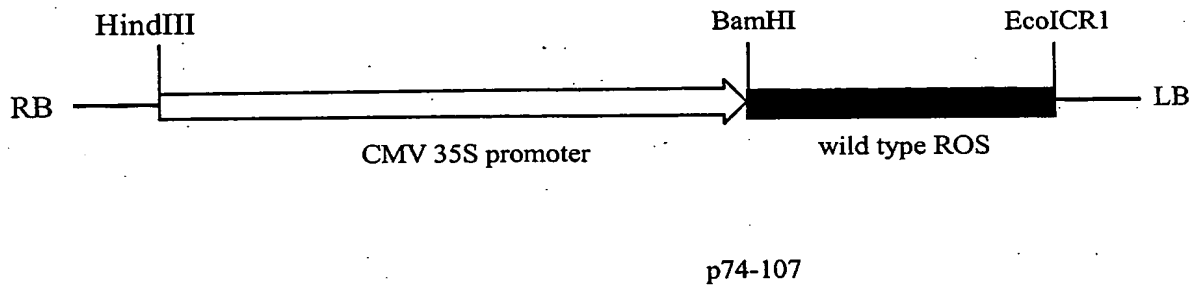 HindIII
BamHI
EcoICR1
RB
LB
CMV 35S promoter
wild type ROS
p74-107